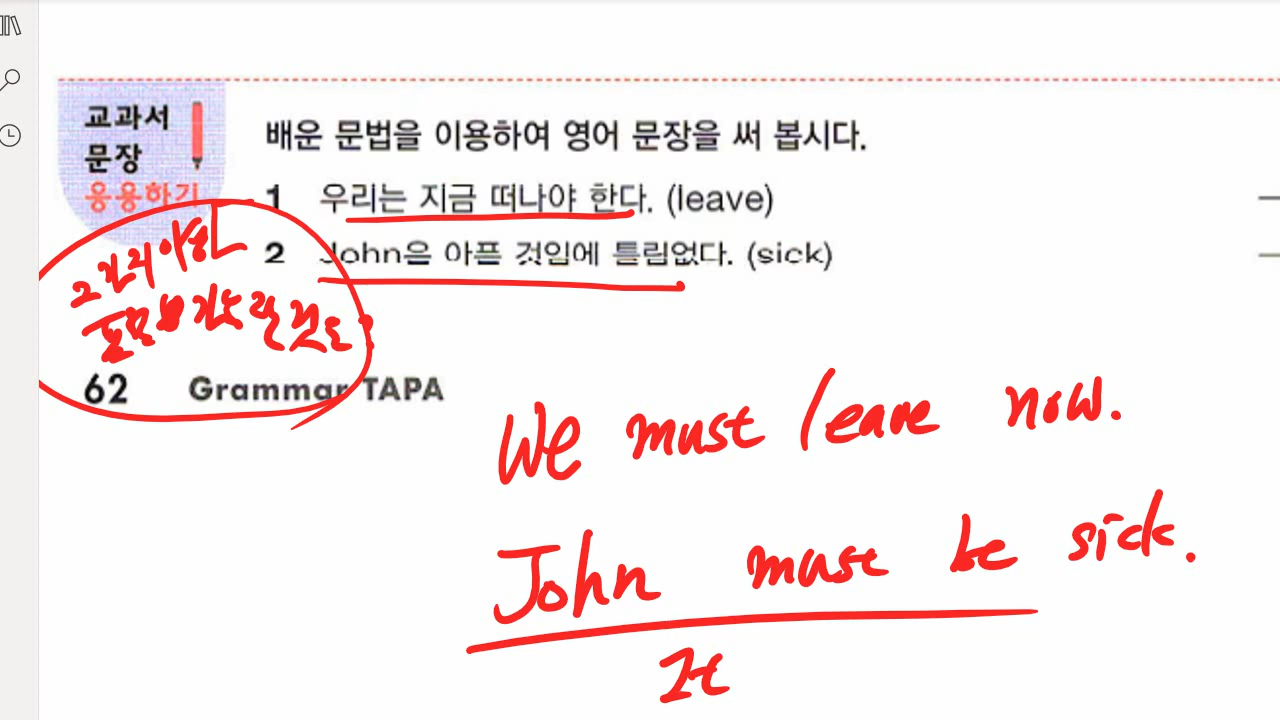 교과서
문장
응용하기
배운 문법을 이용하여 영어 문장을 써 봅시다.
1 우리는 지금 떠나야 한다. (leave)
2 John은 아픈 것임에 틀림없다. (sick)
62 Grammar TAPA
We must leave now.
John must be sick.
It